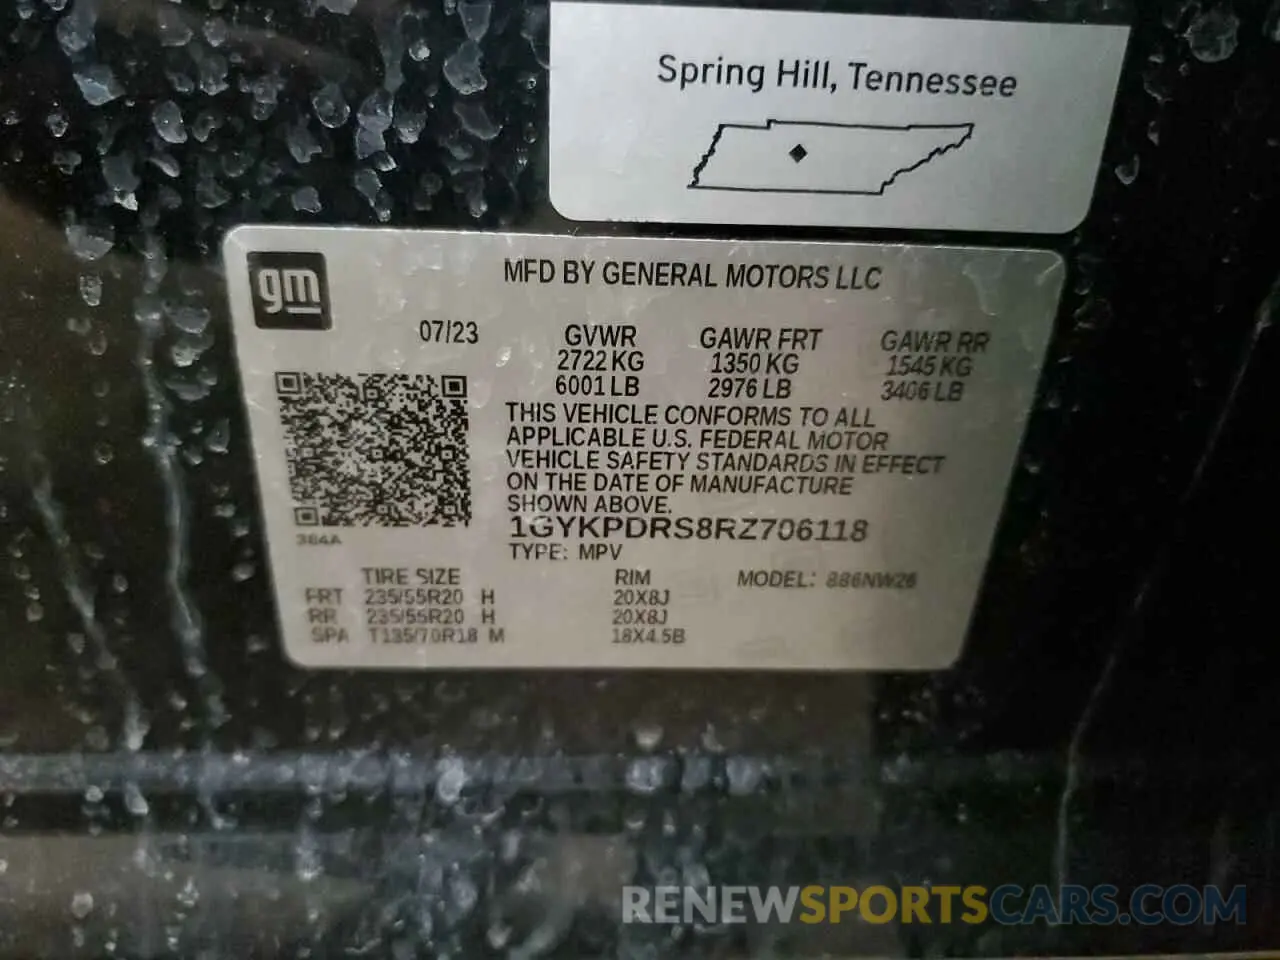 Spring Hill, Tennessee
gm
MFD BY GENERAL MOTORS LLC
07/23 GVWR GAWR FRT GAWR RR
2722 KG 1350 KG 1545 KG
6001 LB 2976 LB 3406 LB
THIS VEHICLE CONFORMS TO ALL
APPLICABLE U.S. FEDERAL MOTOR
VEHICLE SAFETY STANDARDS IN EFFECT
ON THE DATE OF MANUFACTURE
SHOWN ABOVE.
1GYKPDRS8RZ706118
384A
TYPE: MPV
TIRE SIZE RIM MODEL: 886NW26
FRT 235/55R20 H 20X8J
RR 235/55R20 H 20X8J
SPA T135/70R18 M 18X4.5B
RENEWSPORTSCARS.COM